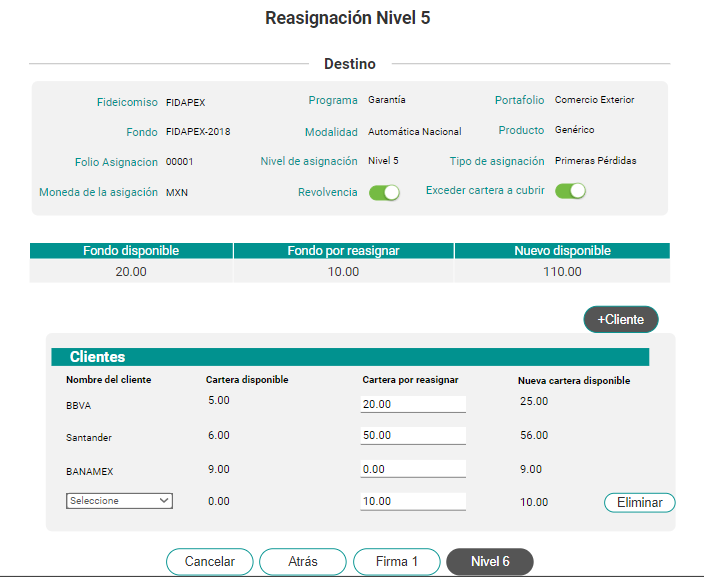 Reasignación Nivel 5
Destino
Fideicomiso FIDAPEX Programa Garantía Portafolio Comercio Exterior
Fondo FIDAPEX-2018 Modalidad Automática Nacional Producto Genérico
Folio Asignacion 00001 Nivel de asignación Nivel 5 Tipo de asignación Primeras Pérdidas
Moneda de la asigación MXN Revolvencia Exceder cartera a cubrir
Fondo disponible Fondo por reasignar Nuevo disponible
20.00 10.00 110.00
+Cliente
Clientes
Nombre del cliente Cartera disponible Cartera por reasignar Nueva cartera disponible
BBVA 5.00 20.00 25.00
Santander 6.00 50.00 56.00
BANAMEX 9.00 0.00 9.00
Seleccione 0.00 10.00 10.00 Eliminar
Cancelar Atrás Firma 1 Nivel 6